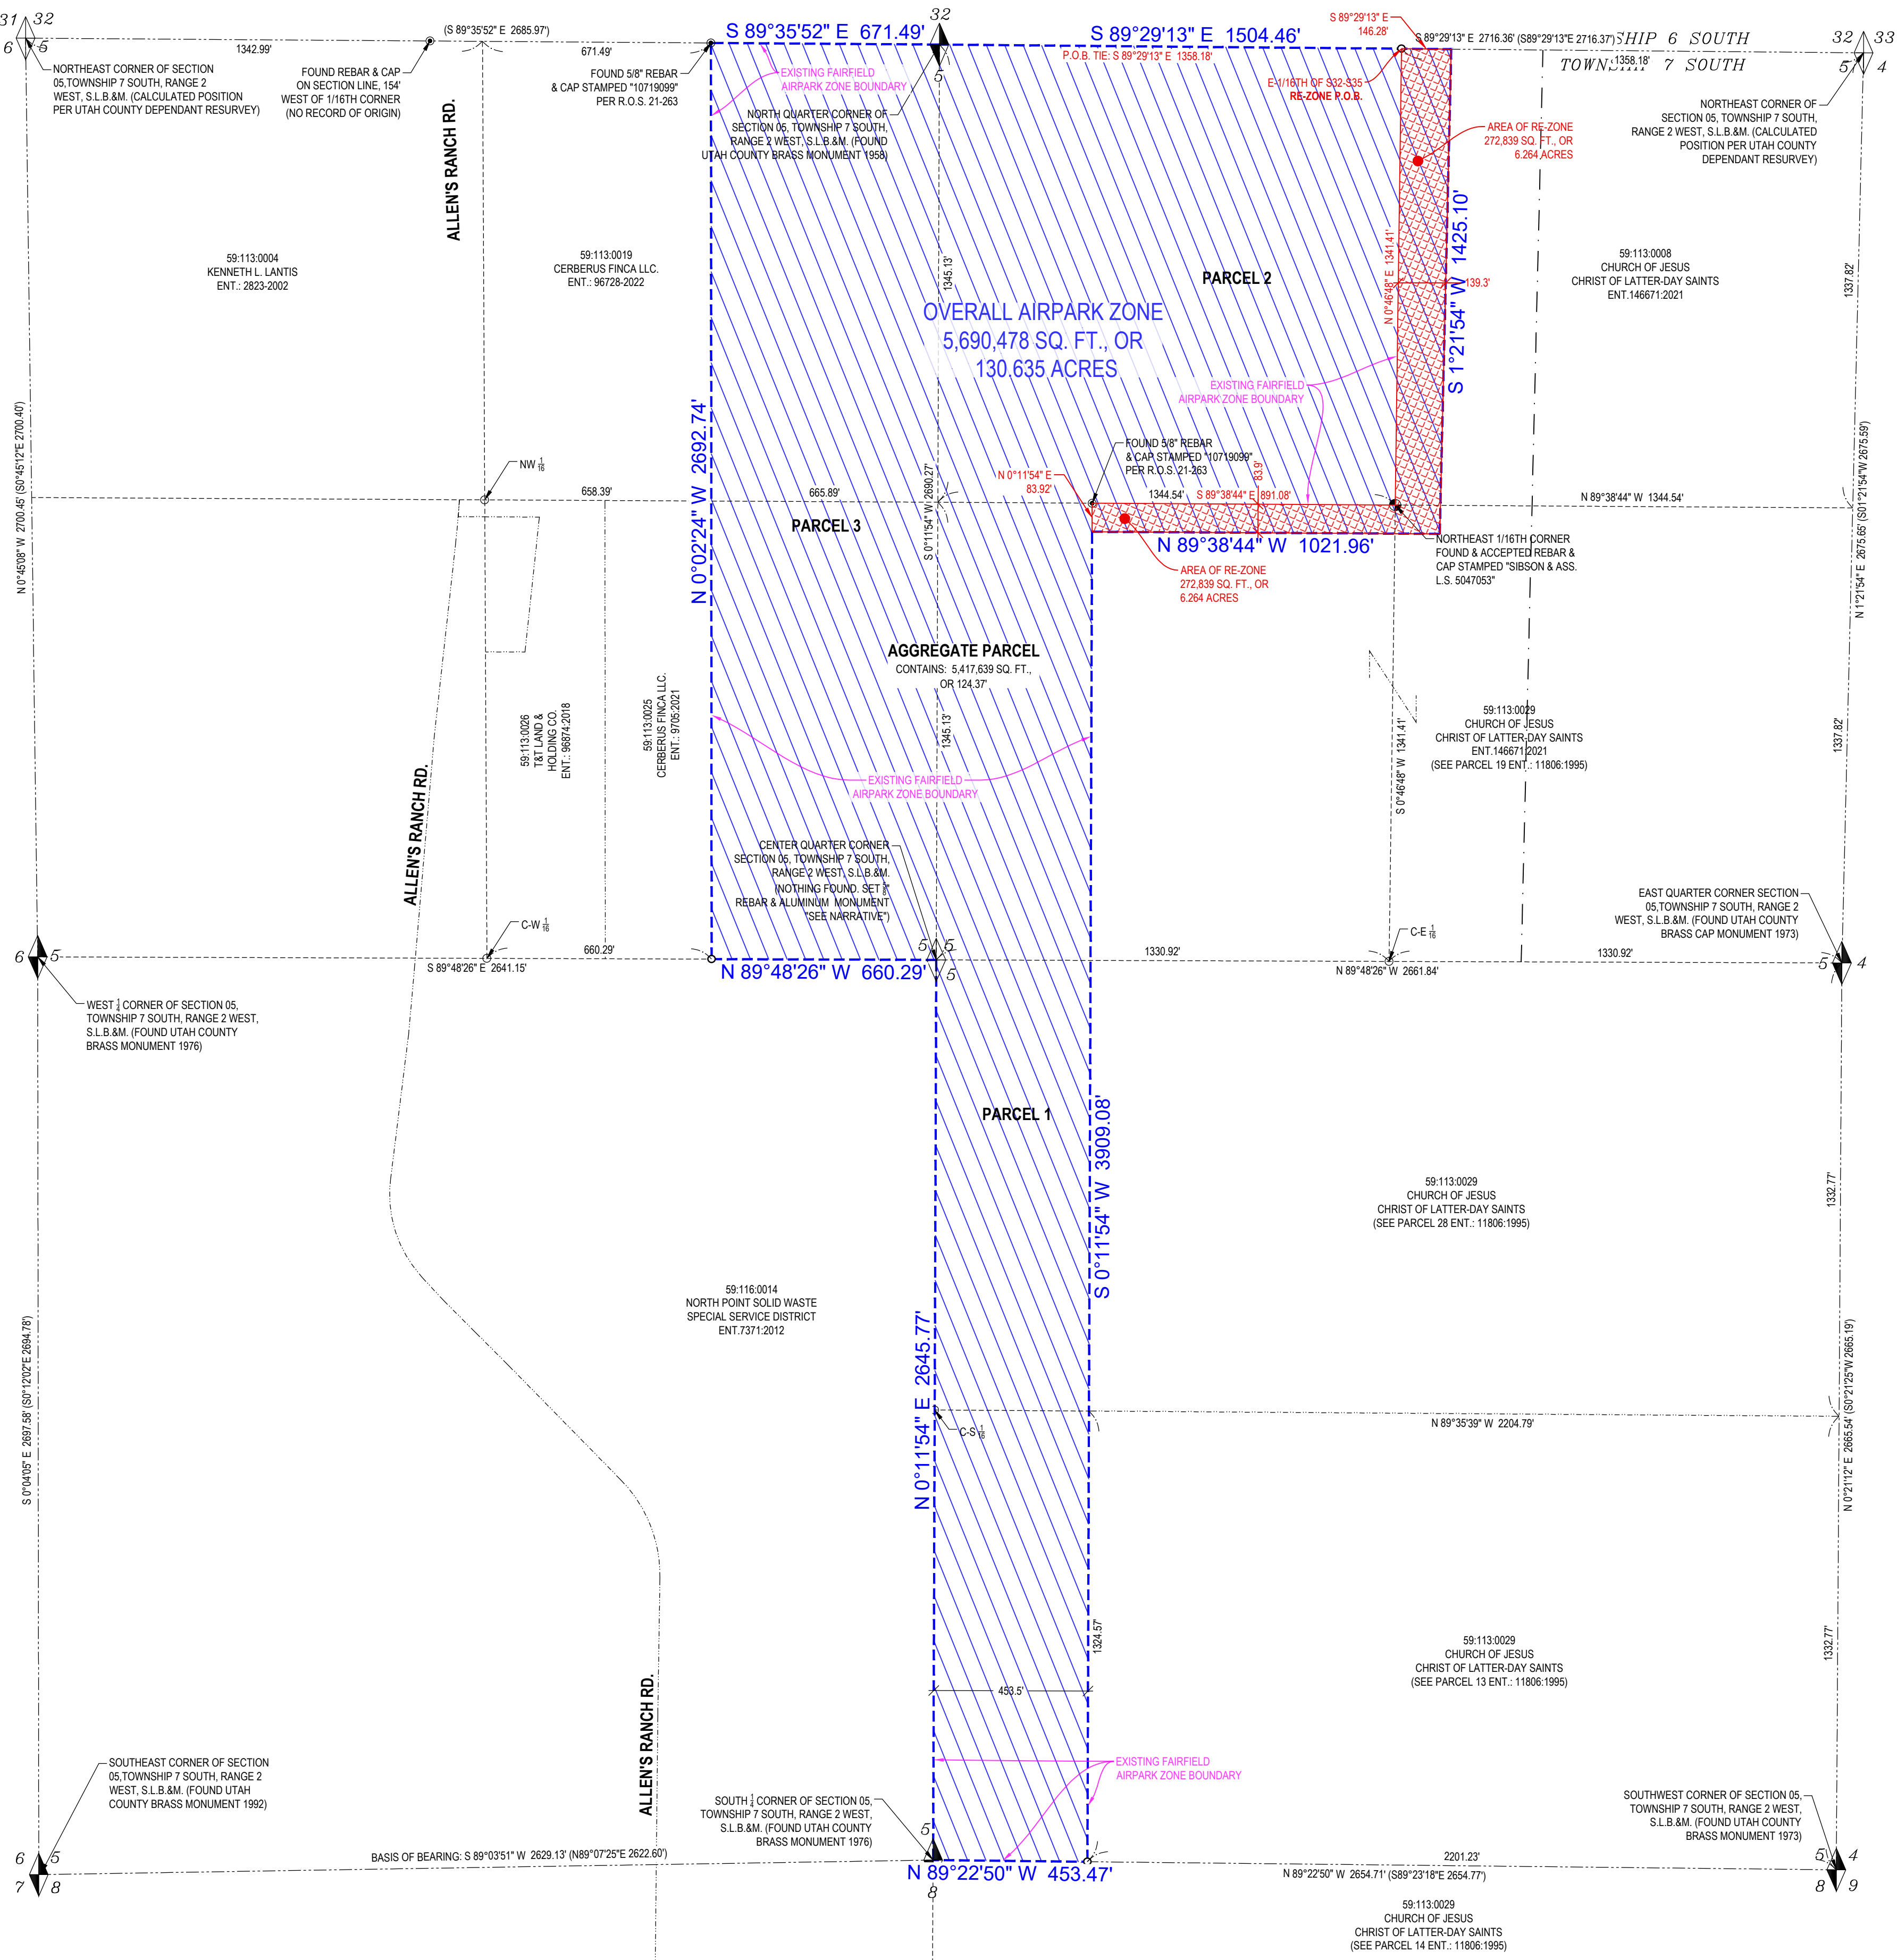 31 32
6 5
(S 89°35'52" E 2685.97')
1342.99'
671.49'
S 89°35'52" E 671.49'
32
5
S 89°29'13" E 1504.46'
P.O.B. TIE: S 89°29'13" E 1358.18'
S 89°29'13" E
146.28'
S 89°29'13" E 2716.36' (S89°29'13"E 2716.37')
SHIP 6 SOUTH
TOWNSHIP 7 SOUTH
1358.18'
32 33
5 4
NORTHEAST CORNER OF SECTION
05,TOWNSHIP 7 SOUTH, RANGE 2
WEST, S.L.B.&M. (CALCULATED POSITION
PER UTAH COUNTY DEPENDANT RESURVEY)
FOUND REBAR & CAP
ON SECTION LINE, 154'
WEST OF 1/16TH CORNER
(NO RECORD OF ORIGIN)
ALLEN'S RANCH RD.
FOUND 5/8" REBAR
& CAP STAMPED "10719099"
PER R.O.S. 21-263
EXISTING FAIRFIELD
AIRPARK ZONE BOUNDARY
NORTH QUARTER CORNER OF
SECTION 05, TOWNSHIP 7 SOUTH,
RANGE 2 WEST, S.L.B.&M. (FOUND
UTAH COUNTY BRASS MONUMENT 1958)
E-1/16TH OF S32-S35
RE-ZONE P.O.B.
AREA OF RE-ZONE
272,839 SQ. FT., OR
6.264 ACRES
NORTHEAST CORNER OF
SECTION 05, TOWNSHIP 7 SOUTH,
RANGE 2 WEST, S.L.B.&M. (CALCULATED
POSITION PER UTAH COUNTY
DEPENDANT RESURVEY)
59:113:0004
KENNETH L. LANTIS
ENT.: 2823-2002
59:113:0019
CERBERUS FINCA LLC.
ENT.: 96728-2022
1345.13'
PARCEL 2
N 0°46'48" E 1341.41'
139.3'
S 1°21'54" W 1425.10'
59:113:0008
CHURCH OF JESUS
CHRIST OF LATTER-DAY SAINTS
ENT.146671:2021
1337.82'
OVERALL AIRPARK ZONE
5,690,478 SQ. FT., OR
130.635 ACRES
EXISTING FAIRFIELD
AIRPARK ZONE BOUNDARY
N 0°45'08" W 2700.45' (S0°45'12"E 2700.40')
N 0°02'24" W 2692.74'
NW 1/16
658.39'
665.89'
S 0°11'54" W 2690.27'
FOUND 5/8" REBAR
& CAP STAMPED "10719099"
PER R.O.S. 21-263
N 0°11'54" E
83.92'
83.9'
1344.54'
S 89°38'44" E 891.08'
N 89°38'44" W 1344.54'
N 1°21'54" E 2675.65' (S01°21'54"W 2675.59')
PARCEL 3
N 89°38'44" W 1021.96'
NORTHEAST 1/16TH CORNER
FOUND & ACCEPTED REBAR &
CAP STAMPED "SIBSON & ASS.
L.S. 5047053"
AREA OF RE-ZONE
272,839 SQ. FT., OR
6.264 ACRES
AGGREGATE PARCEL
CONTAINS: 5,417,639 SQ. FT.,
OR 124.37'
59:113:0026
T&T LAND &
HOLDING CO.
ENT.: 96874:2018
59:113:0025
CERBERUS FINCA LLC.
ENT.: 9705:2021
1345.13'
59:113:0029
CHURCH OF JESUS
CHRIST OF LATTER-DAY SAINTS
ENT.146671:2021
(SEE PARCEL 19 ENT.: 11806:1995)
1337.82'
S 0°46'48" W 1341.41'
EXISTING FAIRFIELD
AIRPARK ZONE BOUNDARY
ALLEN'S RANCH RD.
CENTER QUARTER CORNER
SECTION 05, TOWNSHIP 7 SOUTH,
RANGE 2 WEST, S.L.B.&M.
(NOTHING FOUND. SET 5/8"
REBAR & ALUMINUM MONUMENT
"SEE NARRATIVE")
EAST QUARTER CORNER SECTION
05,TOWNSHIP 7 SOUTH, RANGE 2
WEST, S.L.B.&M. (FOUND UTAH COUNTY
BRASS CAP MONUMENT 1973)
C-W 1/16
C-E 1/16
6 5
660.29'
S 89°48'26" E 2641.15'
N 89°48'26" W 660.29'
5 5
5
1330.92'
N 89°48'26" W 2661.84'
1330.92'
5 4
WEST 1/4 CORNER OF SECTION 05,
TOWNSHIP 7 SOUTH, RANGE 2 WEST,
S.L.B.&M. (FOUND UTAH COUNTY
BRASS MONUMENT 1976)
PARCEL 1
S 0°11'54" W 3909.08'
59:113:0029
CHURCH OF JESUS
CHRIST OF LATTER-DAY SAINTS
(SEE PARCEL 28 ENT.: 11806:1995)
1332.77'
59:116:0014
NORTH POINT SOLID WASTE
SPECIAL SERVICE DISTRICT
ENT.7371:2012
S 0°04'05" E 2697.58' (S0°12'02"E 2694.78')
N 0°11'54" E 2645.77'
C-S 1/16
N 89°35'39" W 2204.79'
N 0°21'12" E 2665.54' (S0°21'25"W 2665.19')
1324.57'
59:113:0029
CHURCH OF JESUS
CHRIST OF LATTER-DAY SAINTS
(SEE PARCEL 13 ENT.: 11806:1995)
1332.77'
453.5'
ALLEN'S RANCH RD.
EXISTING FAIRFIELD
AIRPARK ZONE BOUNDARY
SOUTHEAST CORNER OF SECTION
05,TOWNSHIP 7 SOUTH, RANGE 2
WEST, S.L.B.&M. (FOUND UTAH
COUNTY BRASS MONUMENT 1992)
SOUTH 1/4 CORNER OF SECTION 05,
TOWNSHIP 7 SOUTH, RANGE 2 WEST,
S.L.B.&M. (FOUND UTAH COUNTY
BRASS MONUMENT 1976)
SOUTHWEST CORNER OF SECTION 05,
TOWNSHIP 7 SOUTH, RANGE 2 WEST,
S.L.B.&M. (FOUND UTAH COUNTY
BRASS MONUMENT 1973)
6 5
7 8
BASIS OF BEARING: S 89°03'51" W 2629.13' (N89°07'25"E 2622.60')
5
8
N 89°22'50" W 453.47'
2201.23'
N 89°22'50" W 2654.71' (S89°23'18"E 2654.77')
5 4
8 9
59:113:0029
CHURCH OF JESUS
CHRIST OF LATTER-DAY SAINTS
(SEE PARCEL 14 ENT.: 11806:1995)